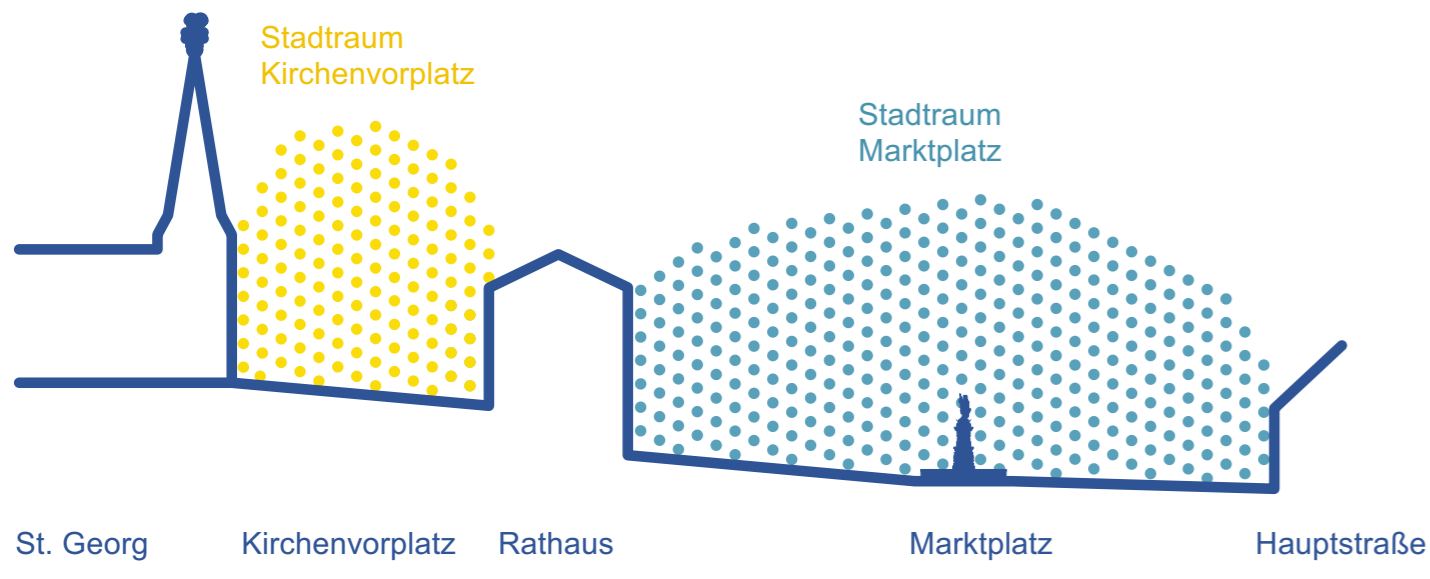 Stadtraum
Kirchenvorplatz
Stadtraum
Marktplatz
St. Georg
Kirchenvorplatz
Rathaus
Marktplatz
Hauptstraße